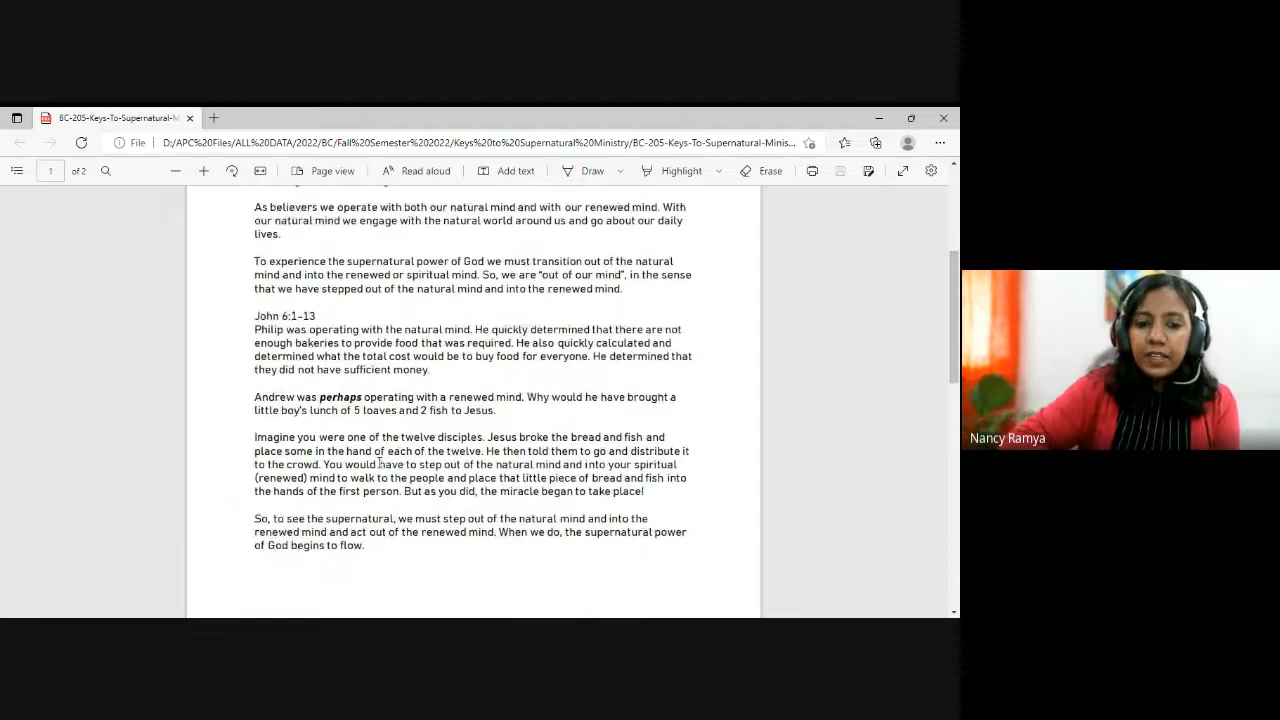 BC-205-Keys-To-Supernatural-M
File
D:/APC%20Files/ALL%20DATA/2022/BC/Fall%20Semester%202022/Keys%20to%20Supernatural%20Ministry/BC-205-Keys-To-Supernatural-Minis...
1 of 2
Page view
Read aloud
Add text
Draw
Highlight
Erase
As believers we operate with both our natural mind and with our renewed mind. With
our natural mind we engage with the natural world around us and go about our daily
lives.
To experience the supernatural power of God we must transition out of the natural
mind and into the renewed or spiritual mind. So, we are “out of our mind”, in the sense
that we have stepped out of the natural mind and into the renewed mind.
John 6:1-13
Philip was operating with the natural mind. He quickly determined that there are not
enough bakeries to provide food that was required. He also quickly calculated and
determined what the total cost would be to buy food for everyone. He determined that
they did not have sufficient money.
Andrew was perhaps operating with a renewed mind. Why would he have brought a
little boy's lunch of 5 loaves and 2 fish to Jesus.
Imagine you were one of the twelve disciples. Jesus broke the bread and fish and
place some in the hand of each of the twelve. He then told them to go and distribute it
to the crowd. You would have to step out of the natural mind and into your spiritual
(renewed) mind to walk to the people and place that little piece of bread and fish into
the hands of the first person. But as you did, the miracle began to take place!
So, to see the supernatural, we must step out of the natural mind and into the
renewed mind and act out of the renewed mind. When we do, the supernatural power
of God begins to flow.
Nancy Ramya